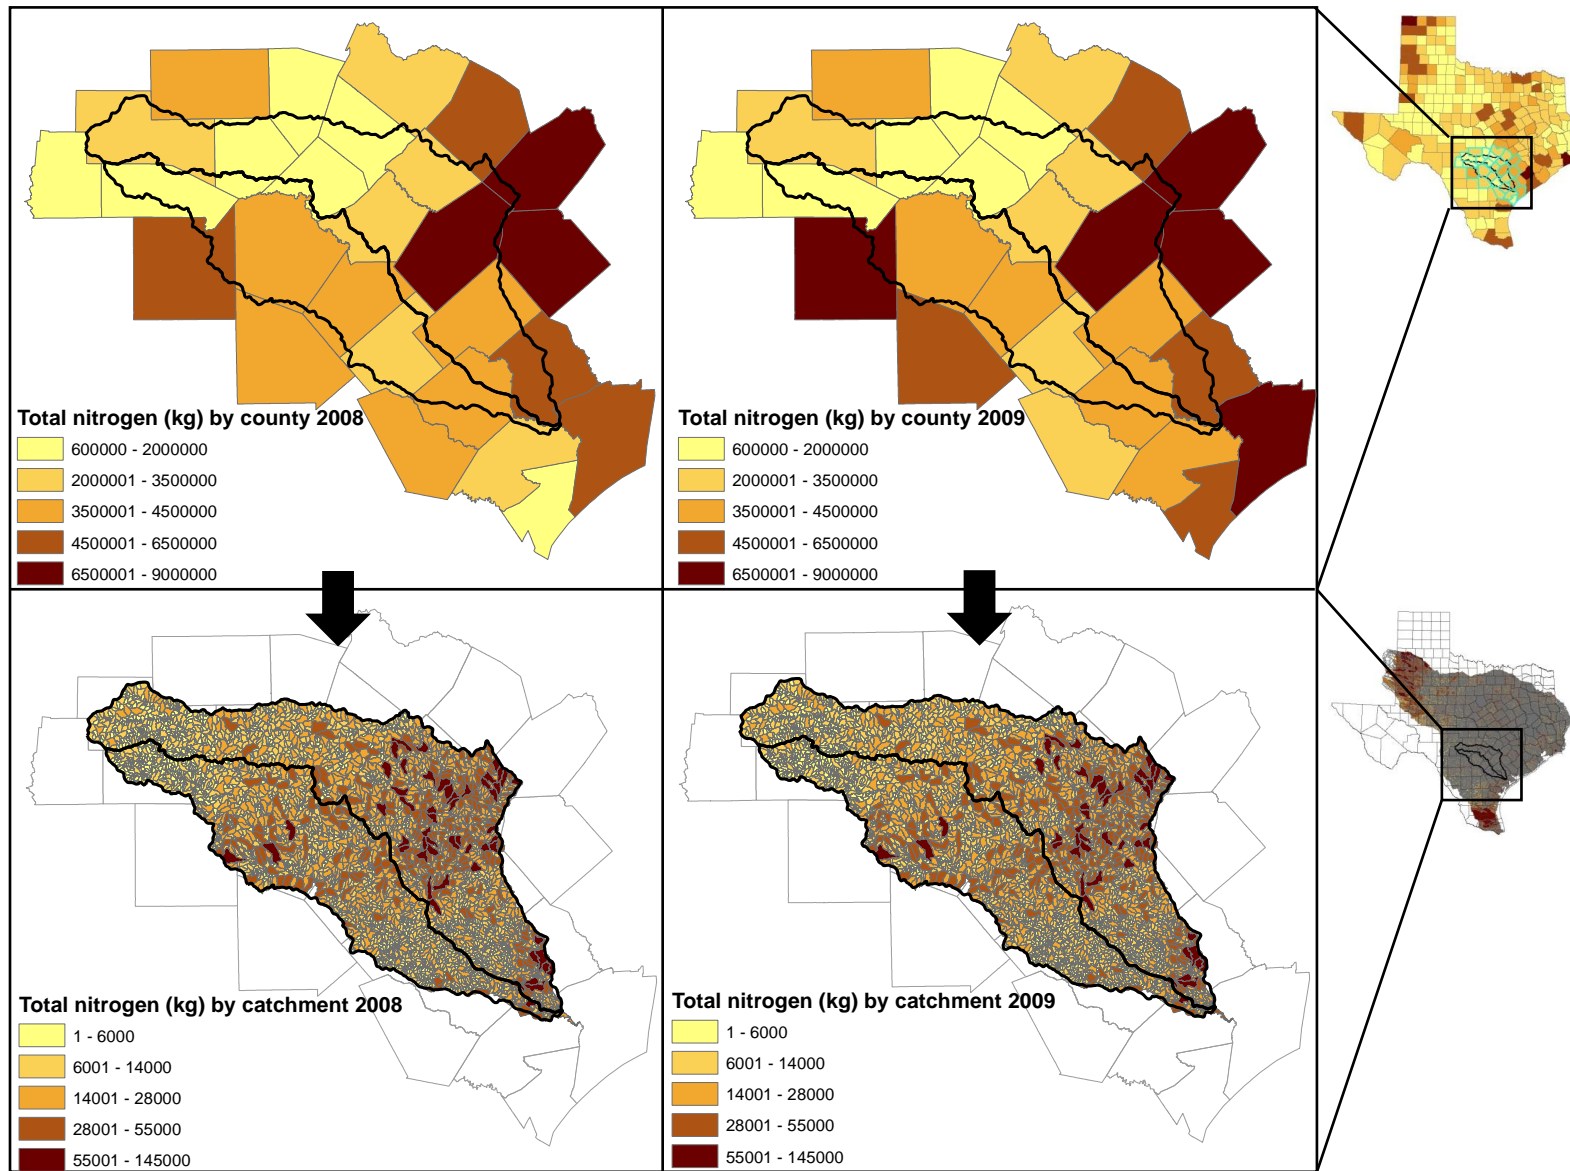 Total nitrogen (kg) by county 2008
600000 - 2000000
2000001 - 3500000
3500001 - 4500000
4500001 - 6500000
6500001 - 9000000
Total nitrogen (kg) by county 2009
600000 - 2000000
2000001 - 3500000
3500001 - 4500000
4500001 - 6500000
6500001 - 9000000
Total nitrogen (kg) by catchment 2008
1 - 6000
6001 - 14000
14001 - 28000
28001 - 55000
55001 - 145000
Total nitrogen (kg) by catchment 2009
1 - 6000
6001 - 14000
14001 - 28000
28001 - 55000
55001 - 145000